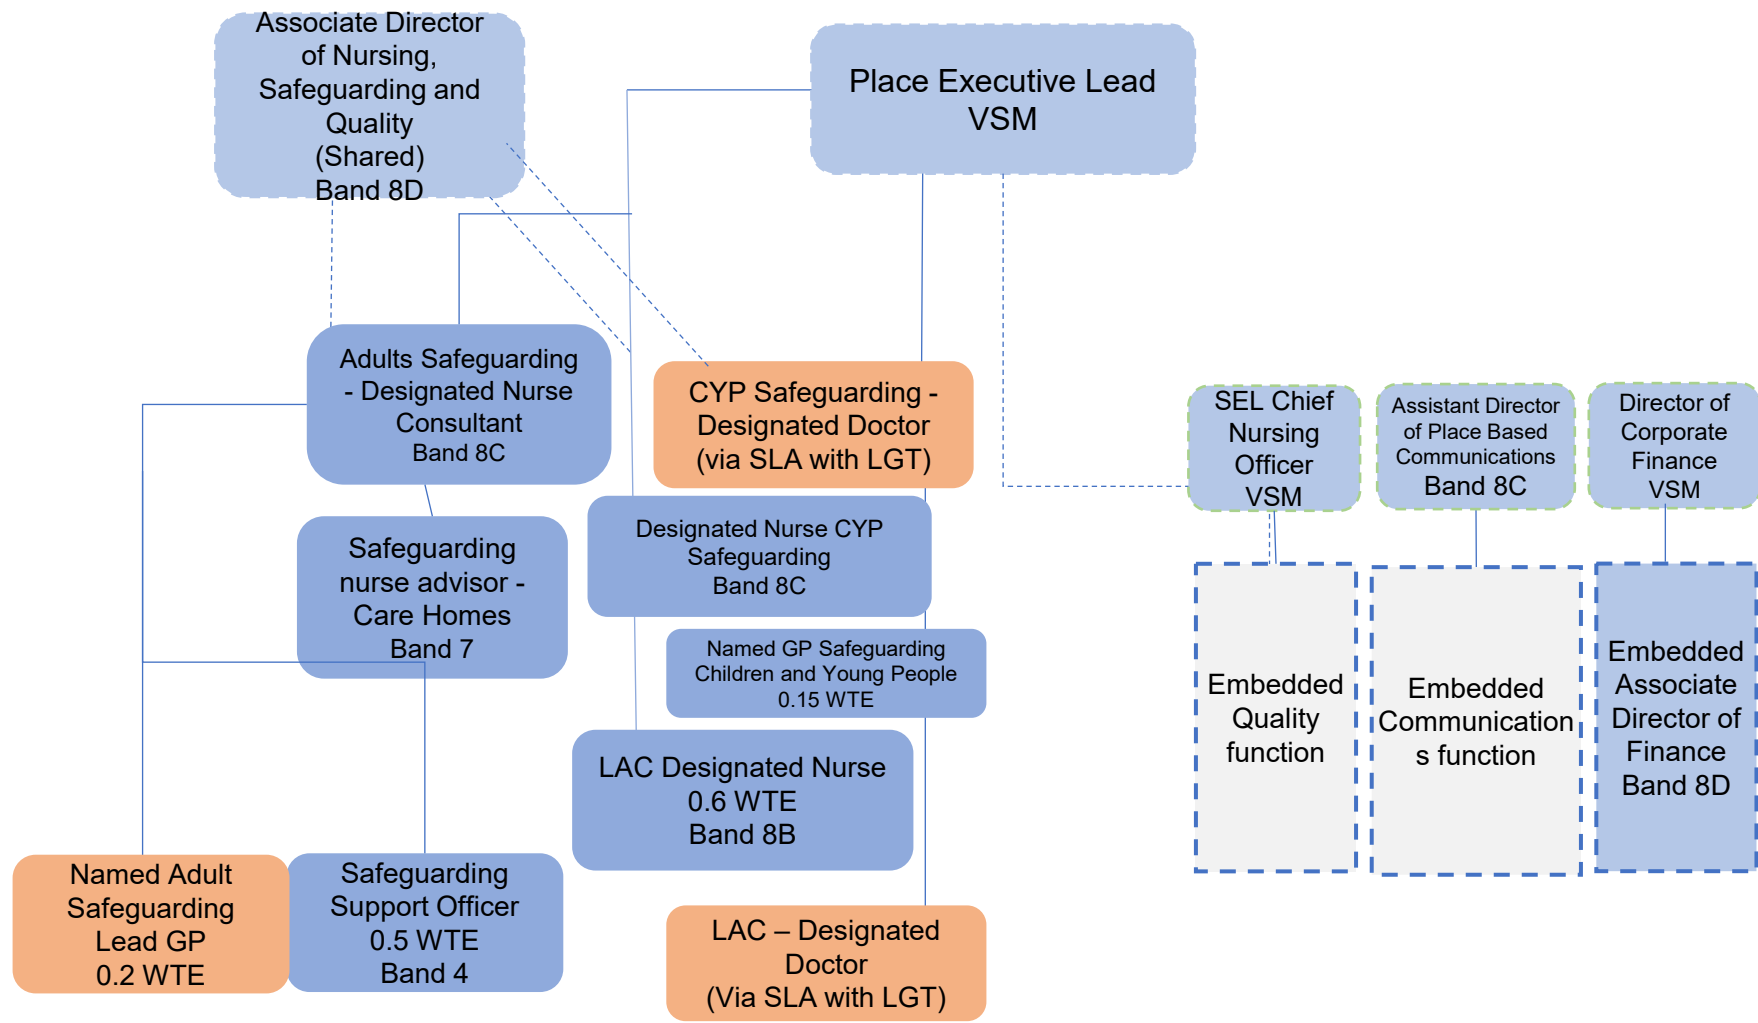 Associate Director
of Nursing,
Safeguarding and
Quality
(Shared)
Band 8D
Place Executive Lead
VSM
Adults Safeguarding
- Designated Nurse
Consultant
Band 8C
CYP Safeguarding -
Designated Doctor
(via SLA with LGT)
SEL Chief
Nursing
Officer
VSM
Assistant Director
of Place Based
Communications
Band 8C
Director of
Corporate
Finance
VSM
Safeguarding
nurse advisor -
Care Homes
Band 7
Designated Nurse CYP
Safeguarding
Band 8C
Named GP Safeguarding
Children and Young People
0.15 WTE
LAC Designated Nurse
0.6 WTE
Band 8B
Embedded
Quality
function
Embedded
Communication
s function
Embedded
Associate
Director of
Finance
Band 8D
Named Adult
Safeguarding
Lead GP
0.2 WTE
Safeguarding
Support Officer
0.5 WTE
Band 4
LAC – Designated
Doctor
(Via SLA with LGT)